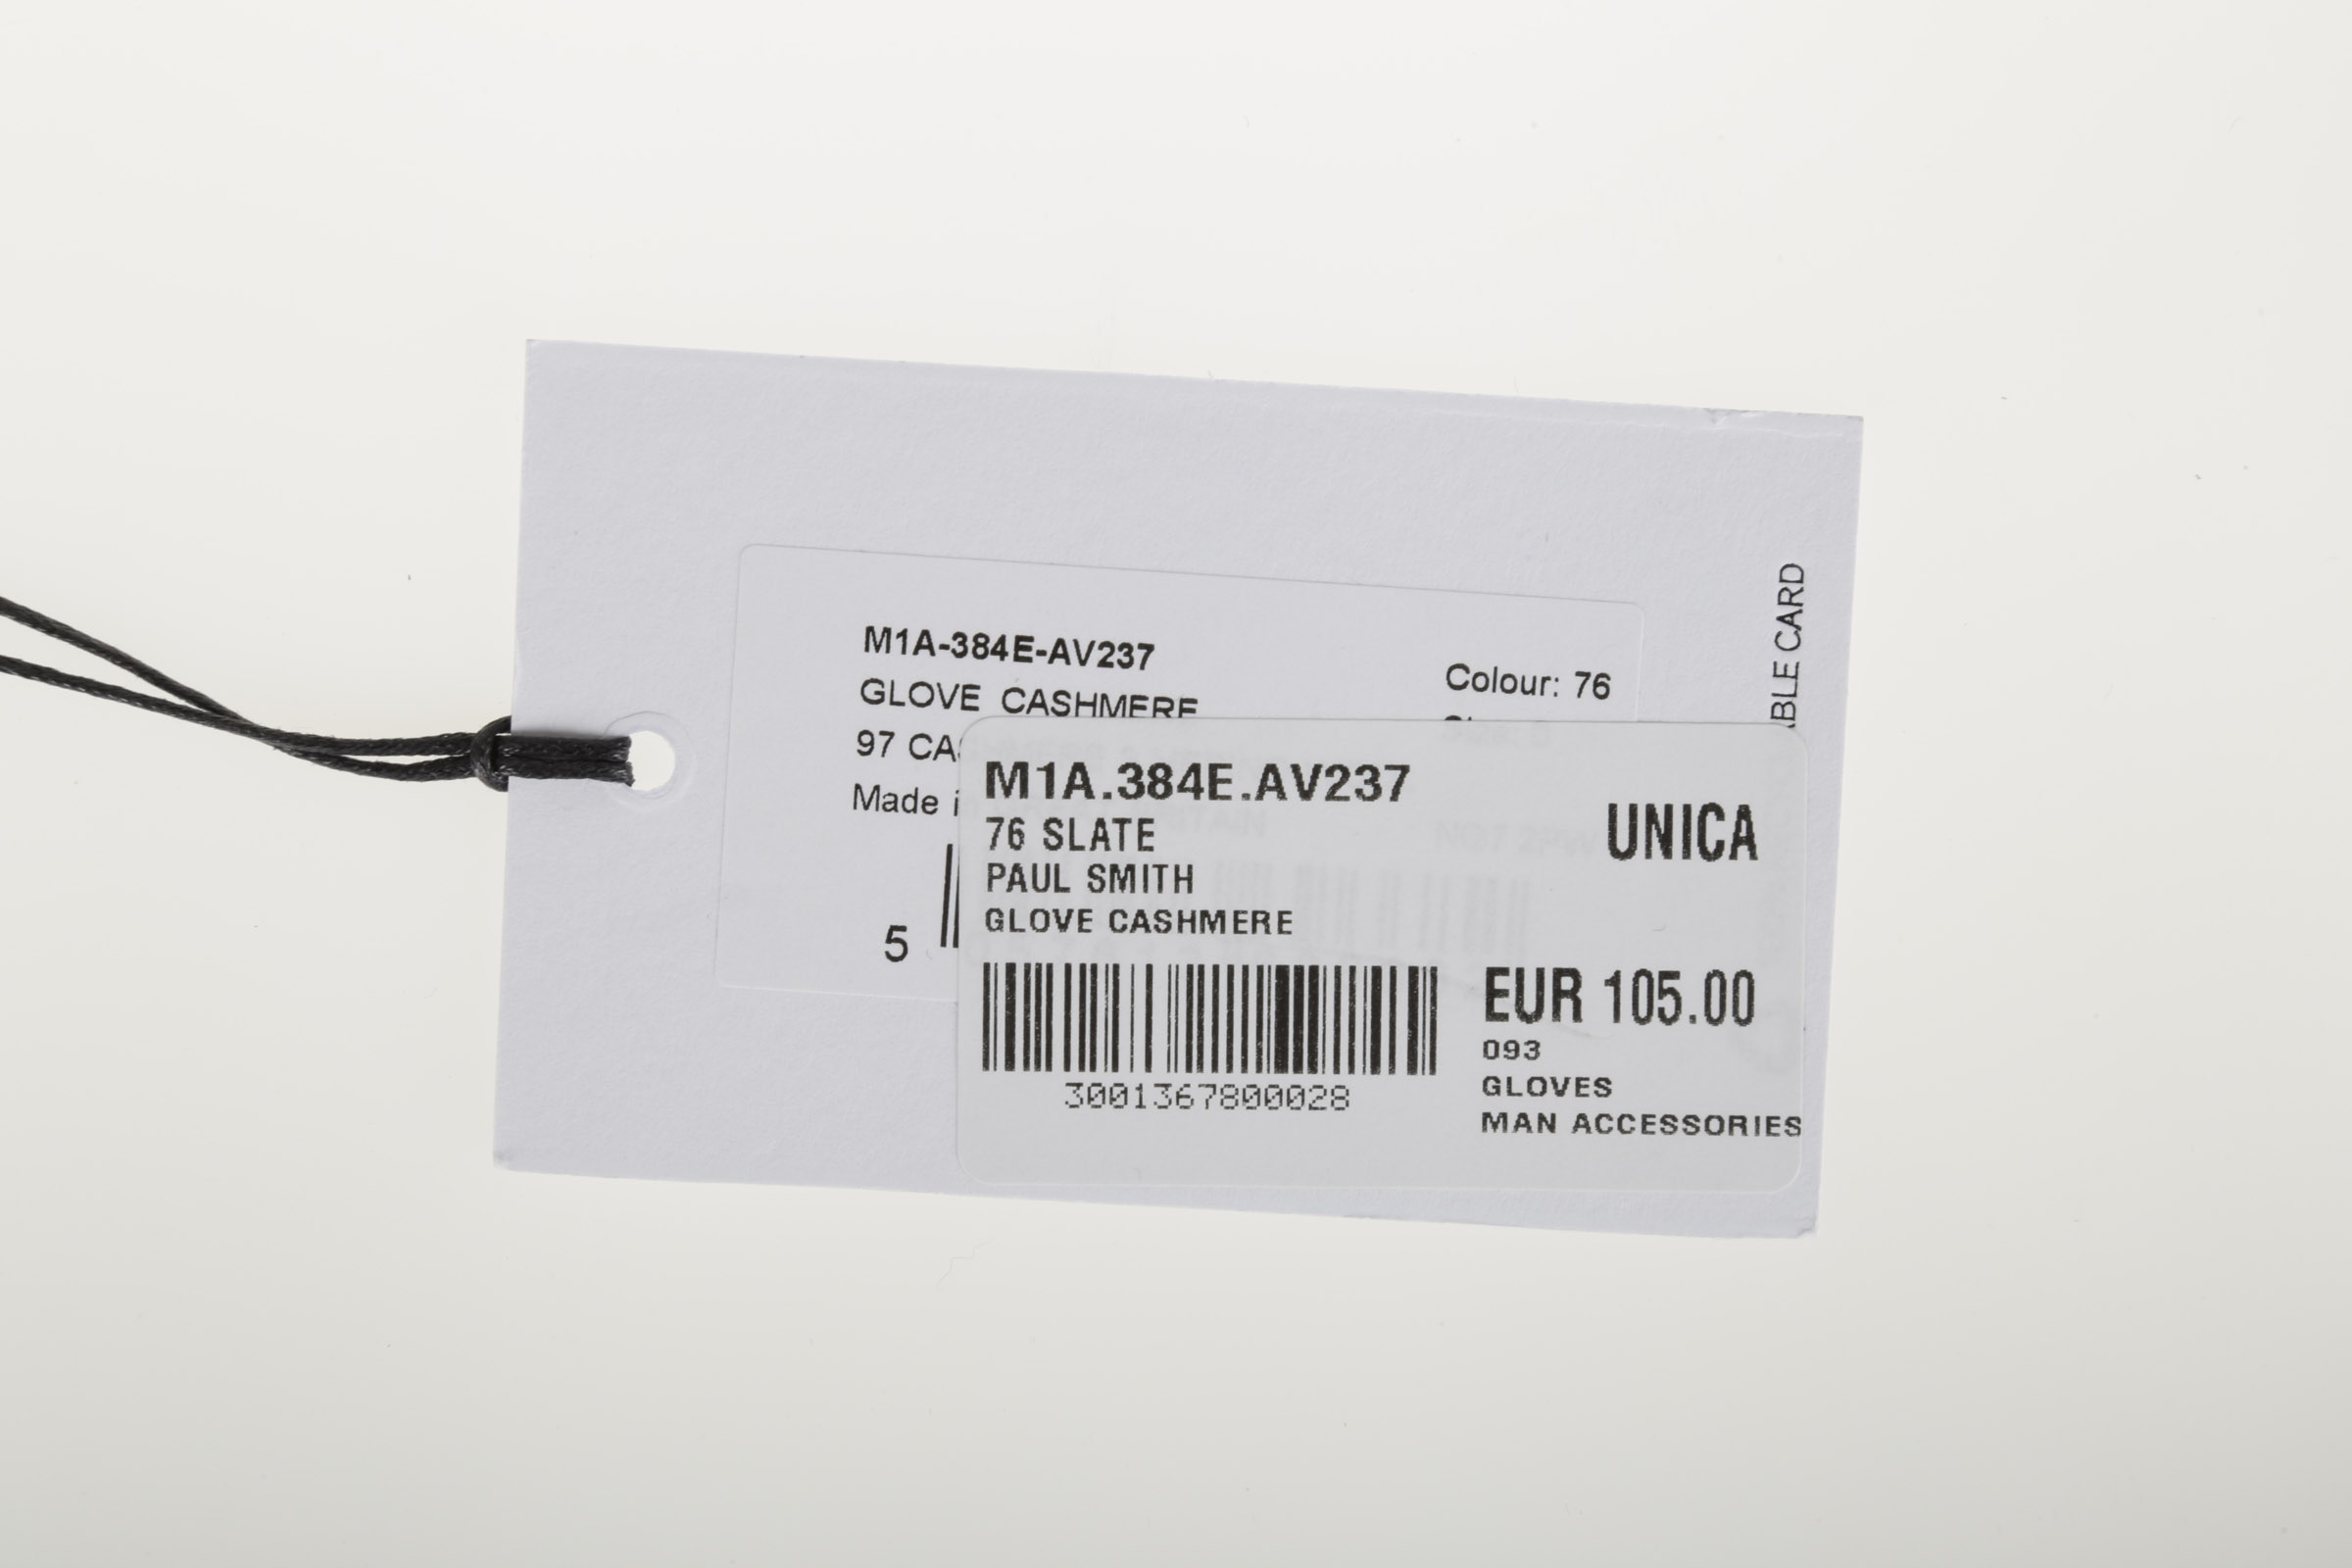 M1A-384E-AV237
GLOVE CASHMERE
97 CA
Made i
5
Colour: 76
BLE CARD
M1A.384E.AV237
76 SLATE
PAUL SMITH
GLOVE CASHMERE
UNICA
3001367800028
EUR 105.00
093
GLOVES
MAN ACCESSORIES